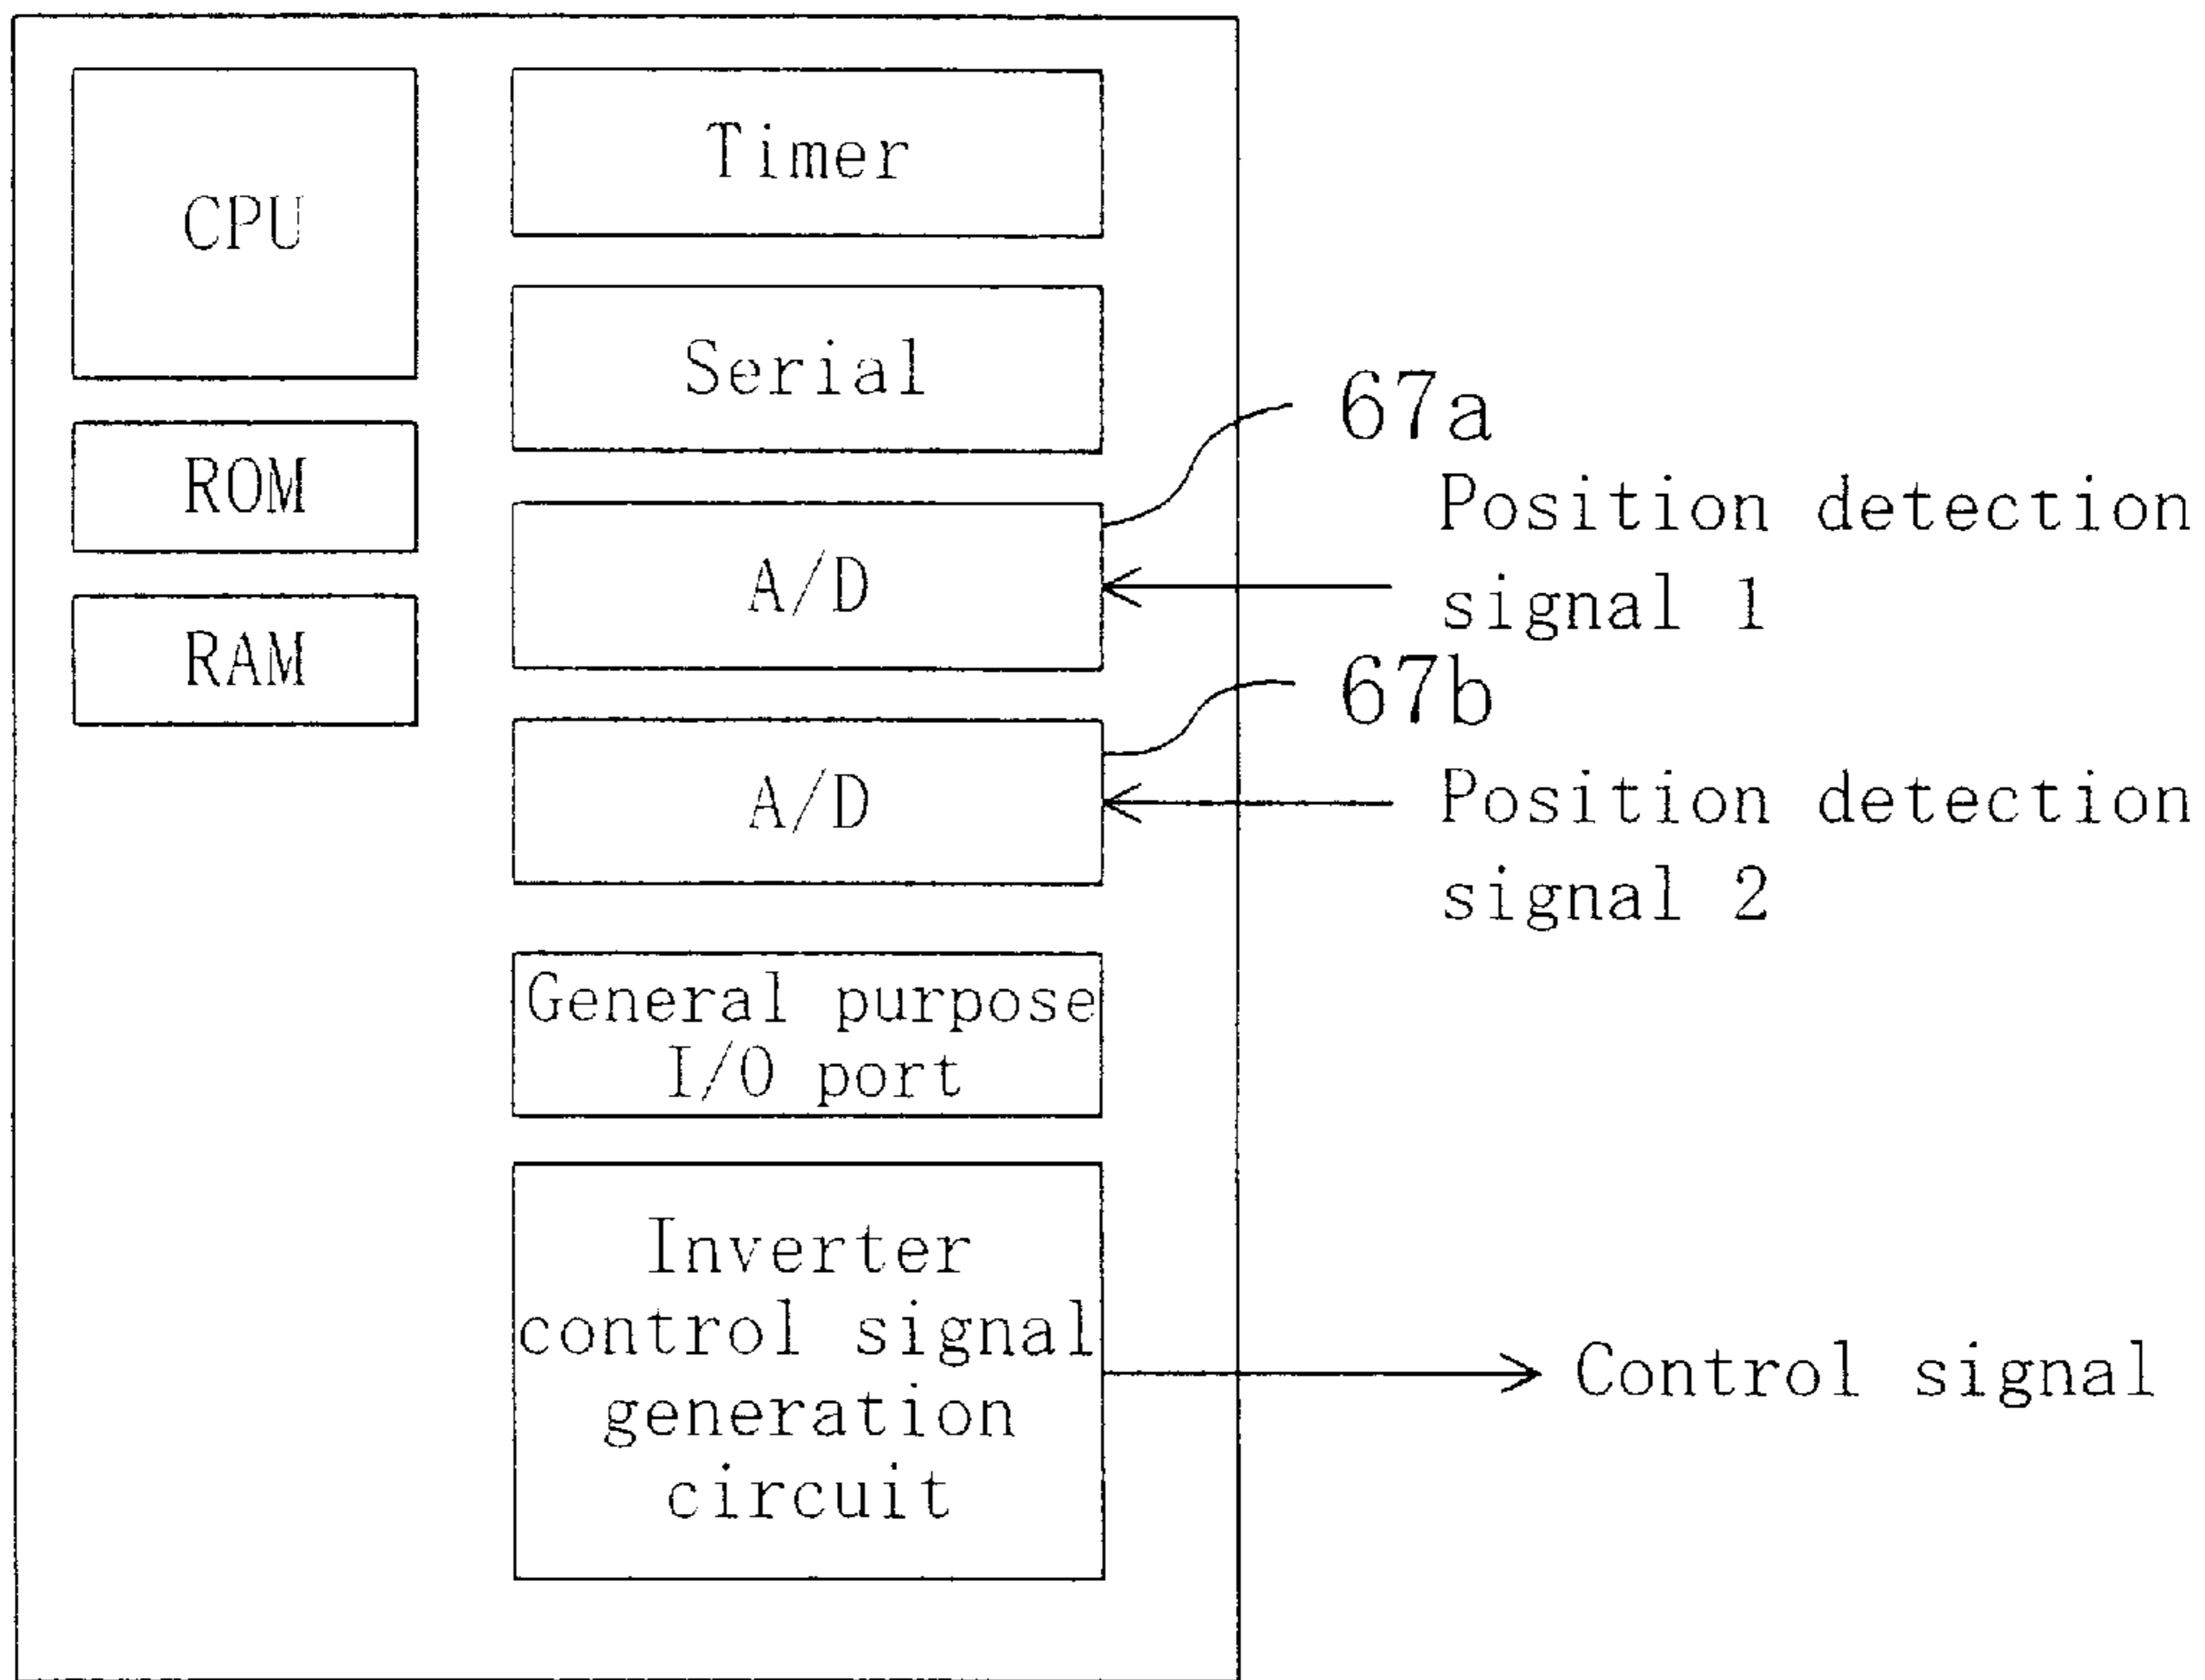 CPU
ROM
RAM
Timer
Serial
A/D
A/D
General purpose
I/O port
Inverter
control signal
generation
circuit
67a
Position detection
signal 1
67b
Position detection
signal 2
Control signal